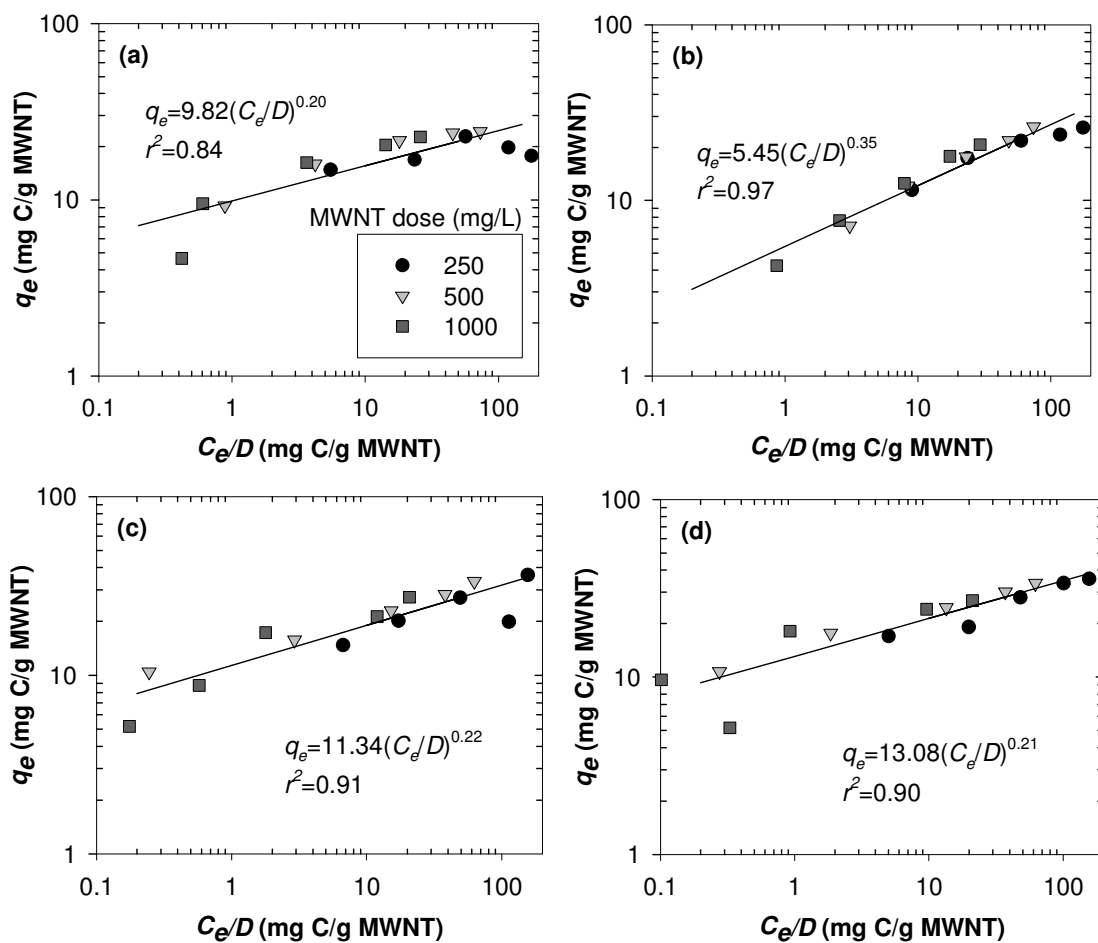 (a)
q_e=9.82(C_e/D)^0.20
r^2=0.84
MWNT dose (mg/L)
250
500
1000
q_e (mg C/g MWNT)
100
10
1
0.1 1 10 100
C_e/D (mg C/g MWNT)
(b)
q_e=5.45(C_e/D)^0.35
r^2=0.97
q_e (mg C/g MWNT)
100
10
1
0.1 1 10 100
C_e/D (mg C/g MWNT)
(c)
q_e=11.34(C_e/D)^0.22
r^2=0.91
q_e (mg C/g MWNT)
100
10
1
0.1 1 10 100
C_e/D (mg C/g MWNT)
(d)
q_e=13.08(C_e/D)^0.21
r^2=0.90
q_e (mg C/g MWNT)
100
10
1
0.1 1 10 100
C_e/D (mg C/g MWNT)